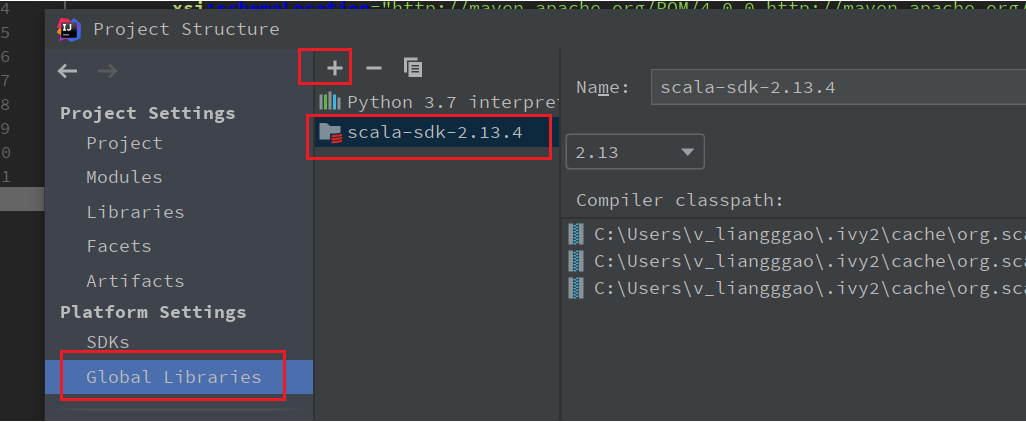 xsi:schemaLocation="http://maven.apache.org/POM/4.0.0 http://maven.apache.org/
4
5
6
7
8
9
0
1
IJ
Project Structure
Project Settings
Project
Modules
Libraries
Facets
Artifacts
Platform Settings
SDKs
Global Libraries
Python 3.7 interpre
scala-sdk-2.13.4
Name: scala-sdk-2.13.4
2.13
Compiler classpath:
C:\Users\v_liangggao\.ivy2\cache\org.sca
C:\Users\v_liangggao\.ivy2\cache\org.sca
C:\Users\v_liangggao\.ivy2\cache\org.sca